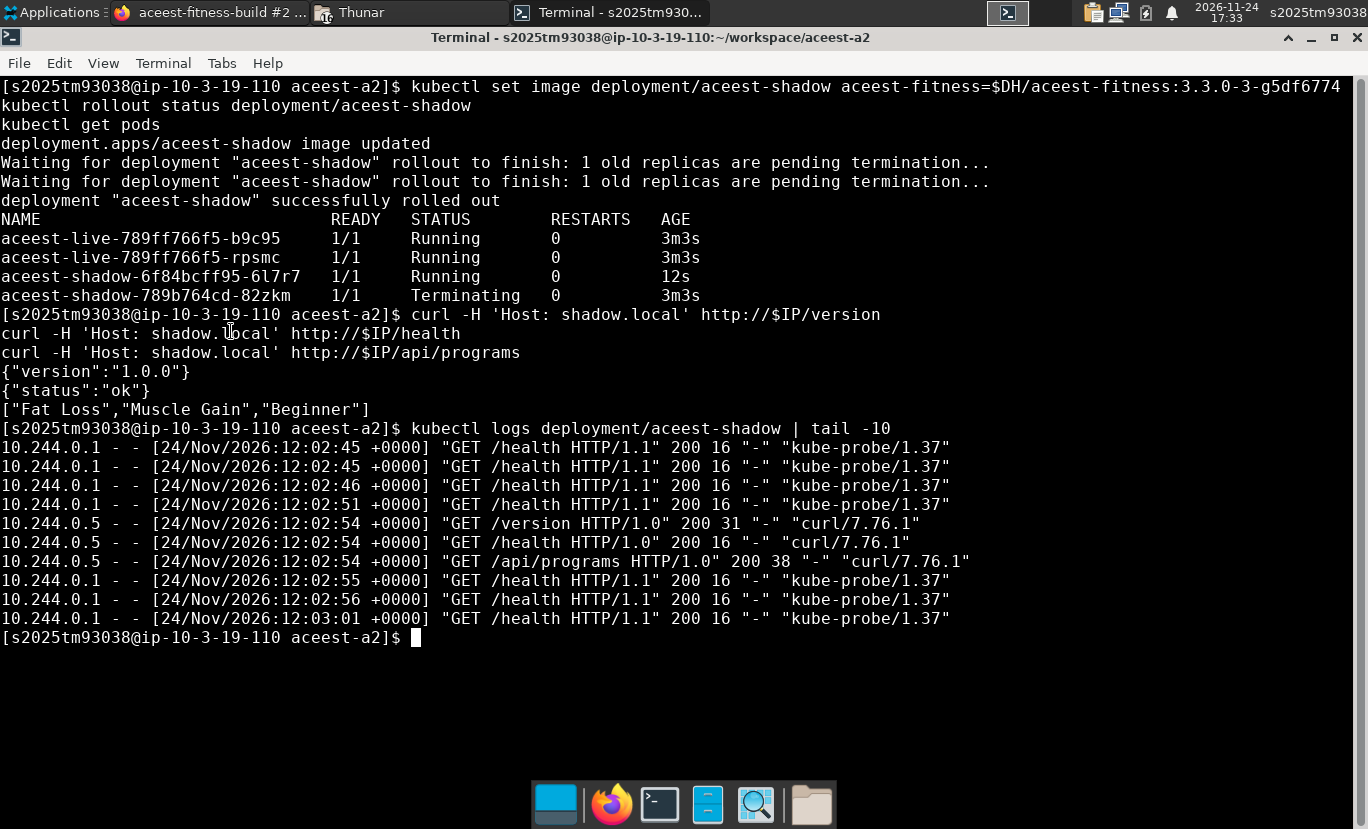 Applications
aceest-fitness-build #2 ...
Thunar
Terminal - s2025tm930...
2026-11-24
17:33
s2025tm93038
Terminal - s2025tm93038@ip-10-3-19-110:~/workspace/aceest-a2
File Edit View Terminal Tabs Help
[s2025tm93038@ip-10-3-19-110 aceest-a2]$ kubectl set image deployment/aceest-shadow aceest-fitness=$DH/aceest-fitness:3.3.0-3-g5df6774
kubectl rollout status deployment/aceest-shadow
kubectl get pods
deployment.apps/aceest-shadow image updated
Waiting for deployment "aceest-shadow" rollout to finish: 1 old replicas are pending termination...
Waiting for deployment "aceest-shadow" rollout to finish: 1 old replicas are pending termination...
deployment "aceest-shadow" successfully rolled out
NAME READY STATUS RESTARTS AGE
aceest-live-789ff766f5-b9c95 1/1 Running 0 3m3s
aceest-live-789ff766f5-rpsmc 1/1 Running 0 3m3s
aceest-shadow-6f84bcff95-6l7r7 1/1 Running 0 12s
aceest-shadow-789b764cd-82zkm 1/1 Terminating 0 3m3s
[s2025tm93038@ip-10-3-19-110 aceest-a2]$ curl -H 'Host: shadow.local' http://$IP/version
curl -H 'Host: shadow.local' http://$IP/health
curl -H 'Host: shadow.local' http://$IP/api/programs
{"version":"1.0.0"}
{"status":"ok"}
["Fat Loss","Muscle Gain","Beginner"]
[s2025tm93038@ip-10-3-19-110 aceest-a2]$ kubectl logs deployment/aceest-shadow | tail -10
10.244.0.1 - - [24/Nov/2026:12:02:45 +0000] "GET /health HTTP/1.1" 200 16 "-" "kube-probe/1.37"
10.244.0.1 - - [24/Nov/2026:12:02:45 +0000] "GET /health HTTP/1.1" 200 16 "-" "kube-probe/1.37"
10.244.0.1 - - [24/Nov/2026:12:02:46 +0000] "GET /health HTTP/1.1" 200 16 "-" "kube-probe/1.37"
10.244.0.1 - - [24/Nov/2026:12:02:51 +0000] "GET /health HTTP/1.1" 200 16 "-" "kube-probe/1.37"
10.244.0.5 - - [24/Nov/2026:12:02:54 +0000] "GET /version HTTP/1.0" 200 31 "-" "curl/7.76.1"
10.244.0.5 - - [24/Nov/2026:12:02:54 +0000] "GET /health HTTP/1.0" 200 16 "-" "curl/7.76.1"
10.244.0.5 - - [24/Nov/2026:12:02:54 +0000] "GET /api/programs HTTP/1.0" 200 38 "-" "curl/7.76.1"
10.244.0.1 - - [24/Nov/2026:12:02:55 +0000] "GET /health HTTP/1.1" 200 16 "-" "kube-probe/1.37"
10.244.0.1 - - [24/Nov/2026:12:02:56 +0000] "GET /health HTTP/1.1" 200 16 "-" "kube-probe/1.37"
10.244.0.1 - - [24/Nov/2026:12:03:01 +0000] "GET /health HTTP/1.1" 200 16 "-" "kube-probe/1.37"
[s2025tm93038@ip-10-3-19-110 aceest-a2]$